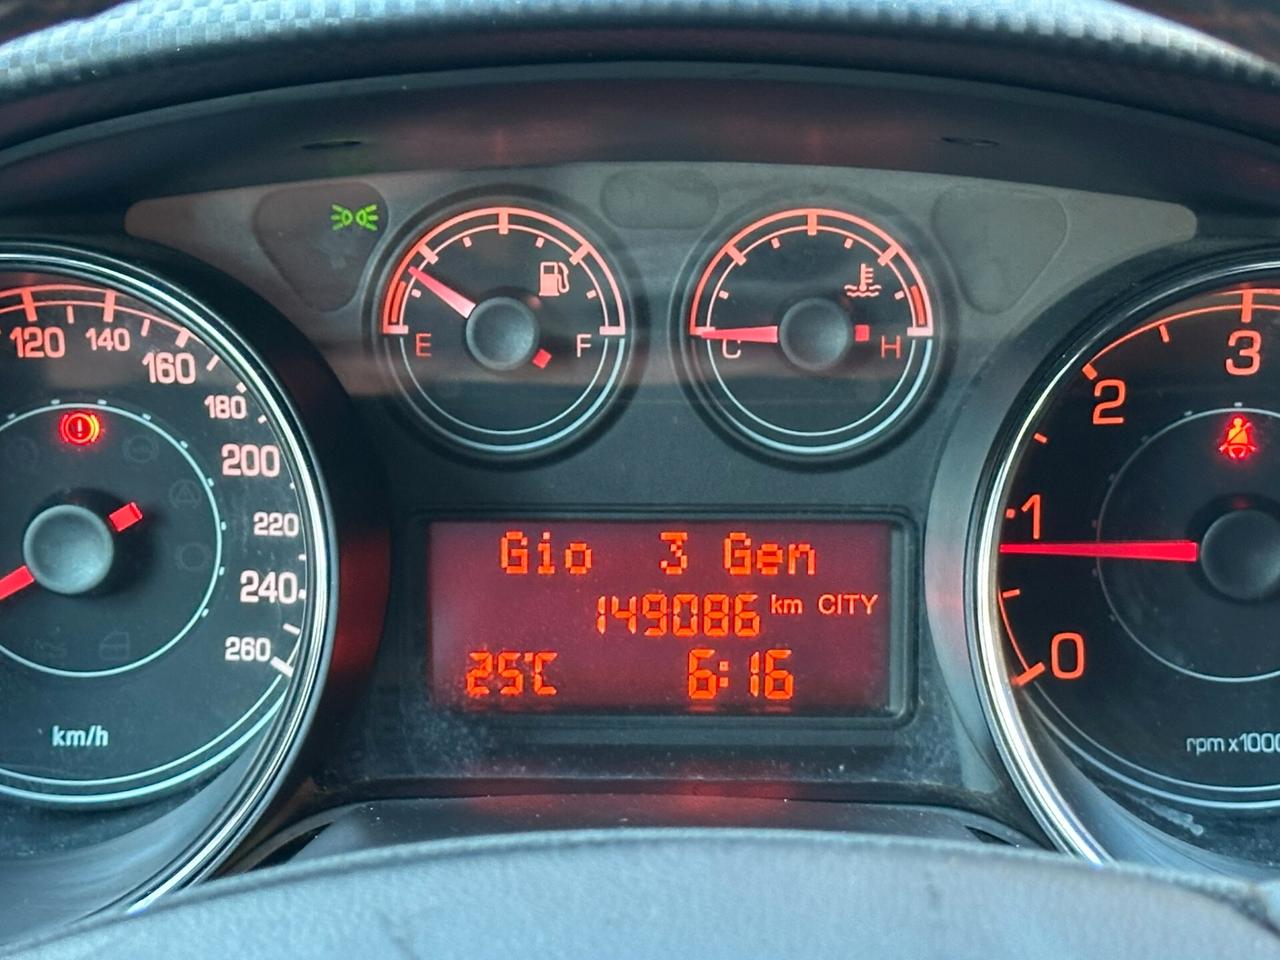 E F
C H
120 140 160 180 200 220 240 260
km/h
Gio 3 Gen
149086 km CITY
25°C 6:16
0 1 2 3
rpm x1000